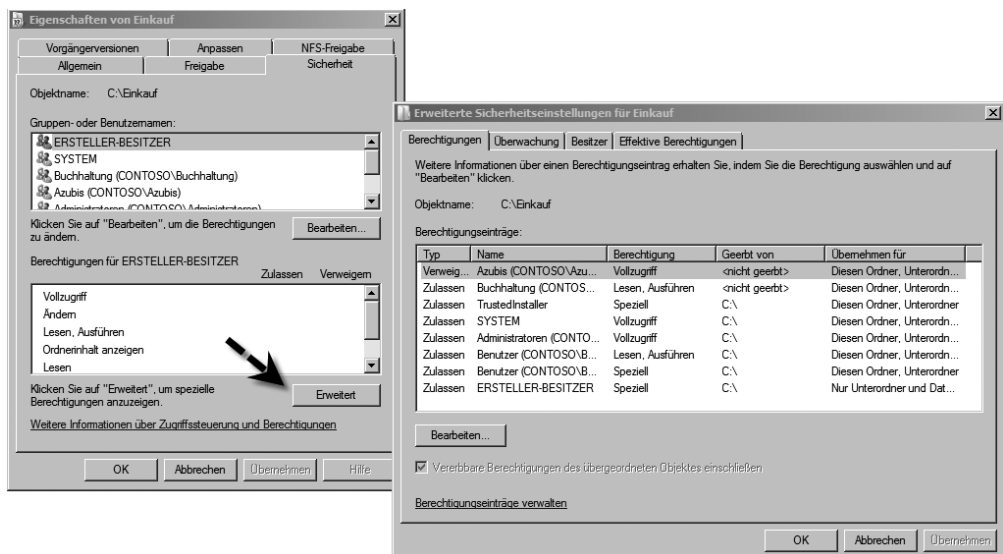 Eigenschaften von Einkauf
Vorgängerversionen Anpassen NFS-Freigabe
Allgemein Freigabe Sicherheit
Objektname: C:\Einkauf
Gruppen- oder Benutzernamen:
ERSTELLER-BESITZER
SYSTEM
Buchhaltung (CONTOSO\Buchhaltung)
Azubis (CONTOSO\Azubis)
Administratoren (CONTOSO\Administratoren)
Klicken Sie auf "Bearbeiten", um die Berechtigungen
zu ändern.
Bearbeiten...
Berechtigungen für ERSTELLER-BESITZER
Zulassen Verweigern
Vollzugriff
Ändern
Lesen, Ausführen
Ordnerinhalt anzeigen
Lesen
Klicken Sie auf "Erweitert", um spezielle
Berechtigungen anzuzeigen.
Erweitert
Weitere Informationen über Zugriffssteuerung und Berechtigungen
OK Abbrechen Übernehmen Hilfe
Erweiterte Sicherheitseinstellungen für Einkauf
Berechtigungen Überwachung Besitzer Effektive Berechtigungen
Weitere Informationen über einen Berechtigungseintrag erhalten Sie, indem Sie die Berechtigung auswählen und auf
"Bearbeiten" klicken.
Objektname: C:\Einkauf
Berechtigungseinträge:
Typ Name Berechtigung Geerbt von Übernehmen für
Verweig... Azubis (CONTOSO\Azu... Vollzugriff <nicht geerbt> Diesen Ordner, Unterordn...
Zulassen Buchhaltung (CONTOS... Lesen, Ausführen <nicht geerbt> Diesen Ordner, Unterordn...
Zulassen TrustedInstaller Speziell C:\ Diesen Ordner, Unterordner
Zulassen SYSTEM Vollzugriff C:\ Diesen Ordner, Unterordn...
Zulassen Administratoren (CONTO... Vollzugriff C:\ Diesen Ordner, Unterordn...
Zulassen Benutzer (CONTOSO\B... Lesen, Ausführen C:\ Diesen Ordner, Unterordn...
Zulassen Benutzer (CONTOSO\B... Speziell C:\ Diesen Ordner, Unterordner
Zulassen ERSTELLER-BESITZER Speziell C:\ Nur Unterordner und Dat...
Bearbeiten...
Vererbbare Berechtigungen des übergeordneten Objektes einschließen
Berechtigungseinträge verwalten
OK Abbrechen Übernehmen